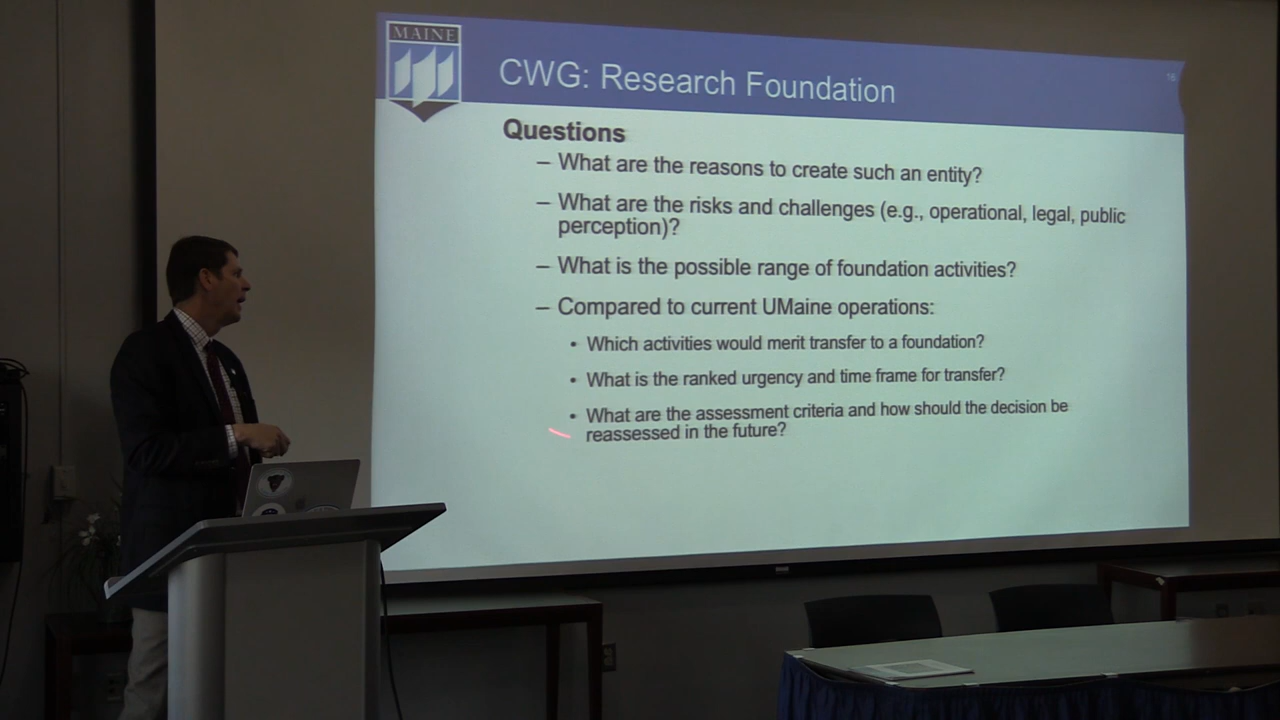 MAINE
CWG: Research Foundation
16
Questions
– What are the reasons to create such an entity?
– What are the risks and challenges (e.g., operational, legal, public
perception)?
– What is the possible range of foundation activities?
– Compared to current UMaine operations:
• Which activities would merit transfer to a foundation?
• What is the ranked urgency and time frame for transfer?
• What are the assessment criteria and how should the decision be
reassessed in the future?